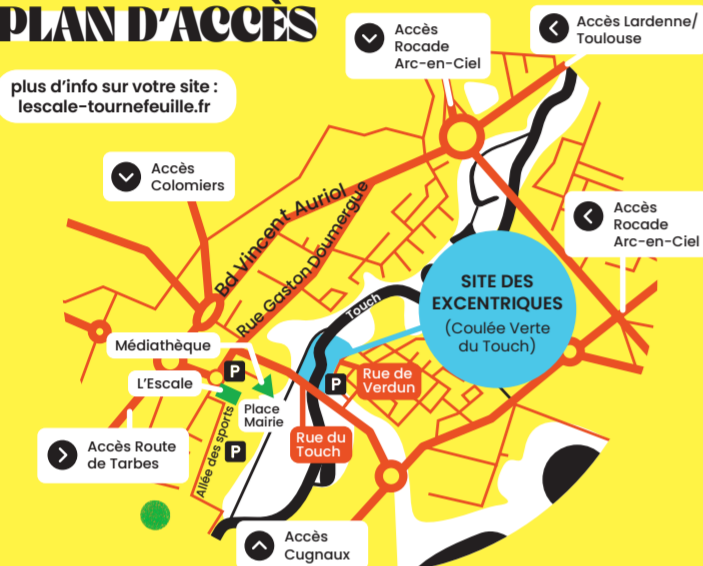 PLAN D'ACCÈS
plus d'info sur votre site :
lescale-tournefeuille.fr
Accès
Rocade
Arc-en-Ciel
Accès Lardenne/
Toulouse
Accès
Colomiers
Bd Vincent Auriol
Rue Gaston Doumergue
Accès
Rocade
Arc-en-Ciel
SITE DES
EXCENTRIQUES
(Coulée Verte
du Touch)
Touch
Médiathèque
L'Escale
P
P
Rue de
Verdun
Place
Mairie
Rue du
Touch
Allée des sports
P
Accès Route
de Tarbes
Accès
Cugnaux